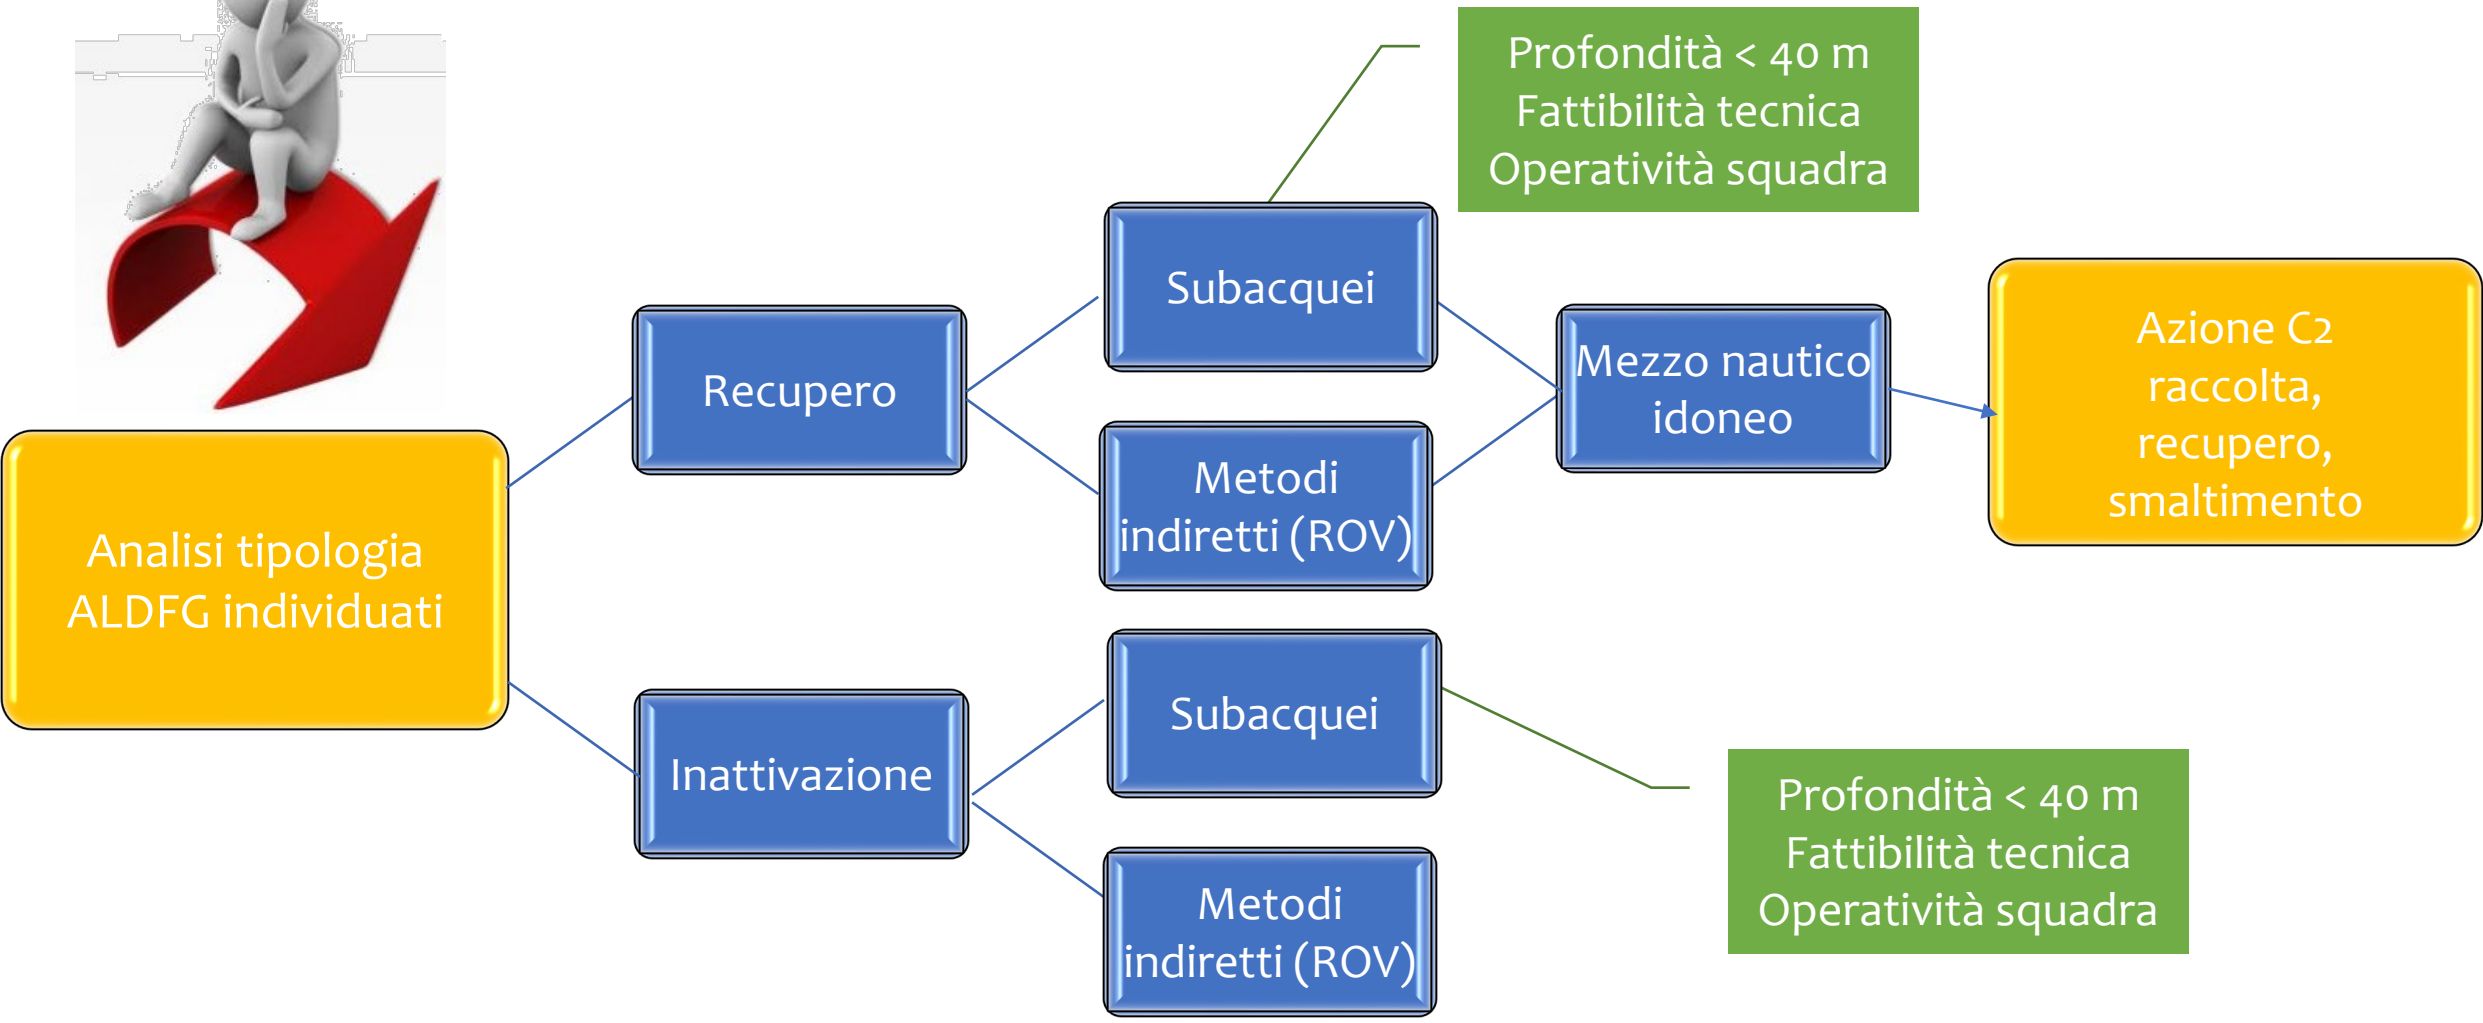 Analisi tipologia
ALDFG individuati
Recupero
Inattivazione
Subacquei
Metodi
indiretti (ROV)
Subacquei
Metodi
indiretti (ROV)
Profondità < 40 m
Fattibilità tecnica
Operatività squadra
Mezzo nautico
idoneo
Azione C2
raccolta,
recupero,
smaltimento
Profondità < 40 m
Fattibilità tecnica
Operatività squadra